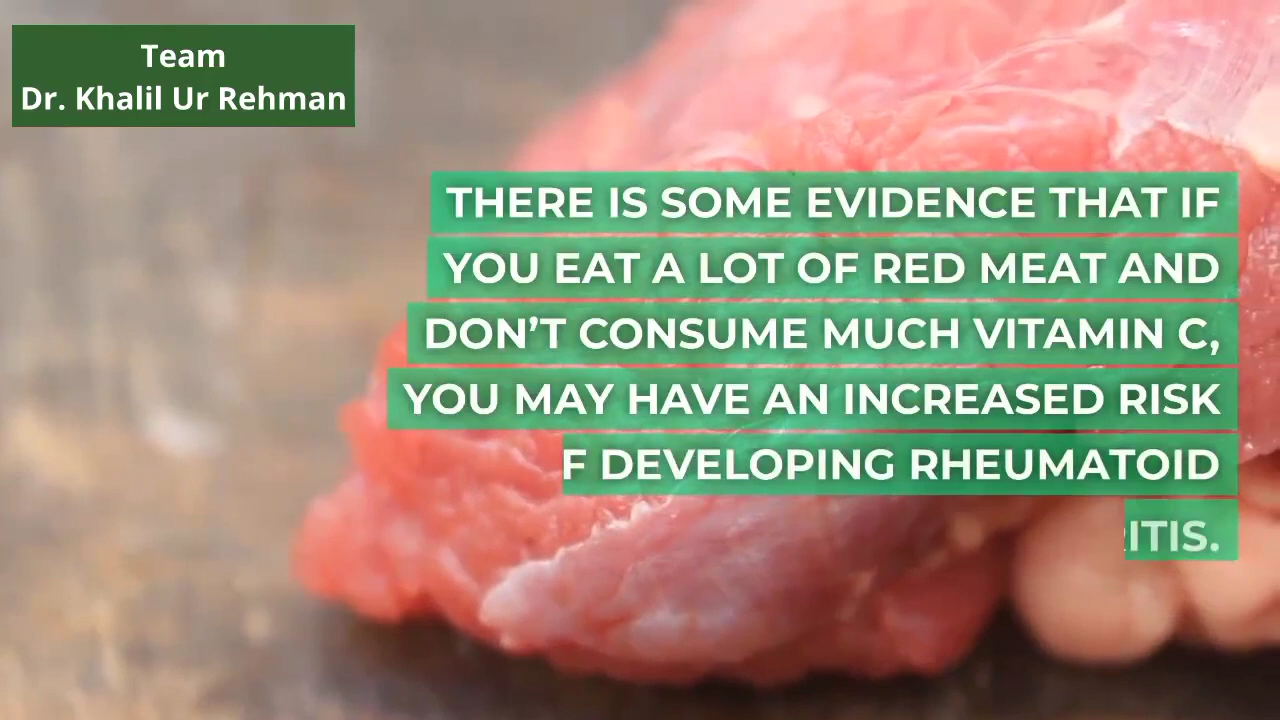 Team
Dr. Khalil Ur Rehman
THERE IS SOME EVIDENCE THAT IF
YOU EAT A LOT OF RED MEAT AND
DON’T CONSUME MUCH VITAMIN C,
YOU MAY HAVE AN INCREASED RISK
F DEVELOPING RHEUMATOID
ITIS.